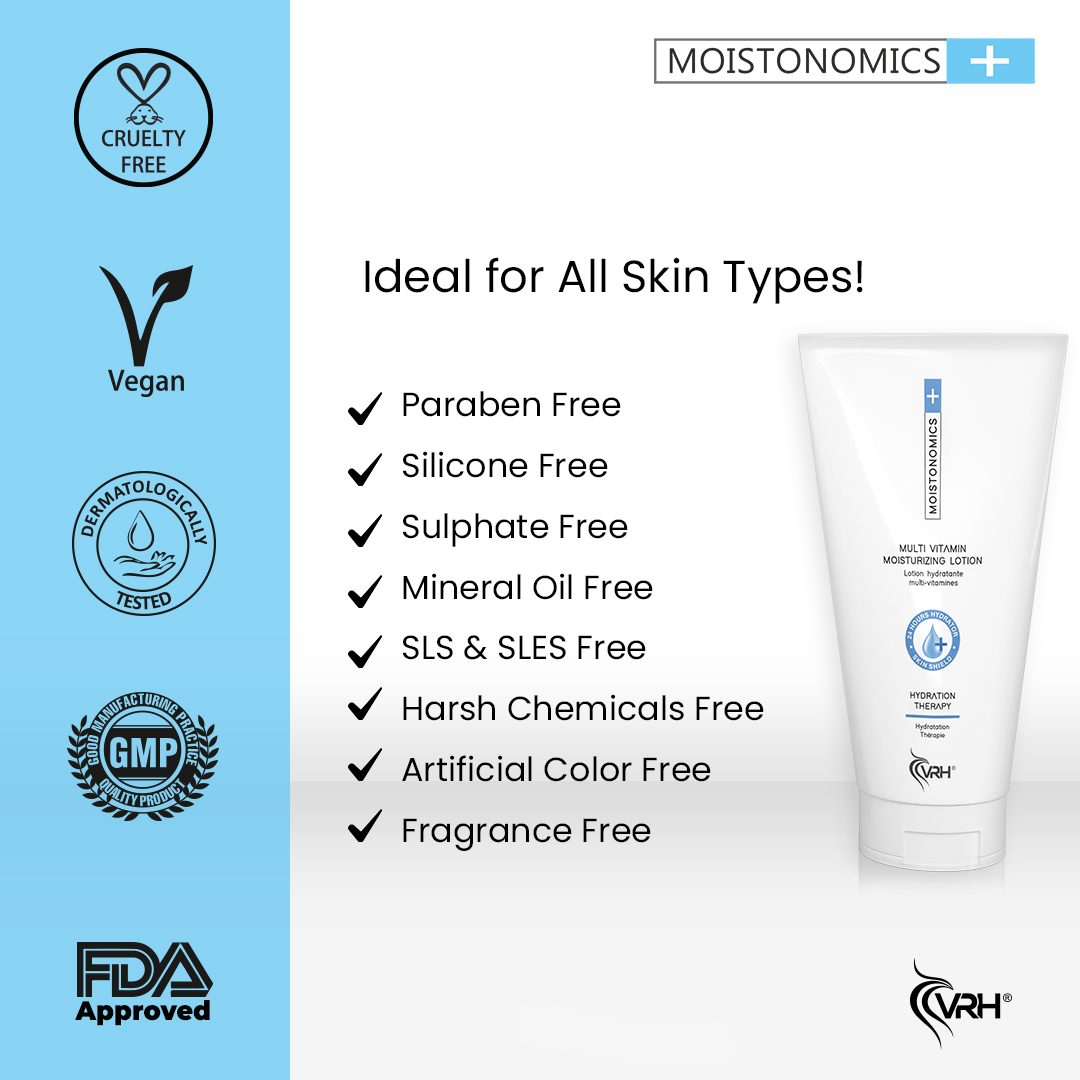 CRUELTY
FREE
Vegan
DERMATOLOGICALLY
TESTED
GOOD MANUFACTURING PRACTICE
GMP
QUALITY PRODUCT
FDA
Approved
MOISTONOMICS +
Ideal for All Skin Types!
Paraben Free
Silicone Free
Sulphate Free
Mineral Oil Free
SLS & SLES Free
Harsh Chemicals Free
Artificial Color Free
Fragrance Free
MOISTONOMICS +
MULTI VITAMIN
MOISTURIZING LOTION
Lotion hydratante
multi-vitamines
24 HOURS HYDRATOR
SKIN SHIELD
HYDRATION
THERAPY
Hydratation
Thérapie
VRH®
VRH®